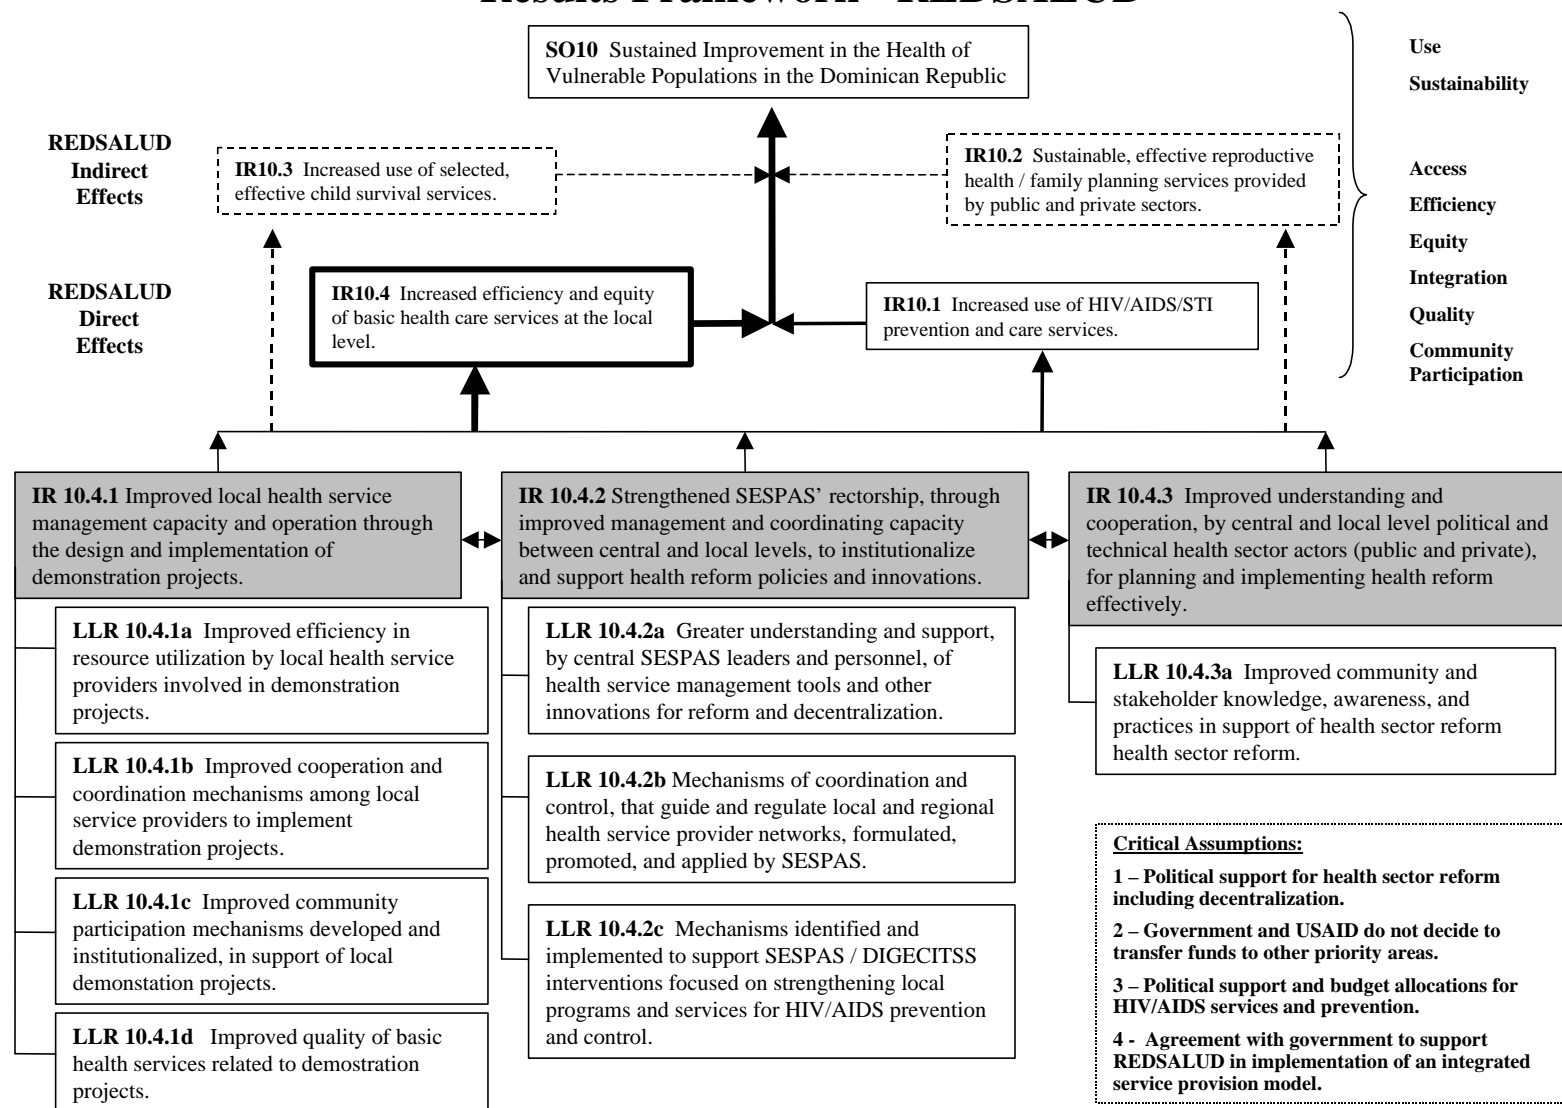 SO10 Sustained Improvement in the Health of
Vulnerable Populations in the Dominican Republic
Use
Sustainability
Access
Efficiency
Equity
Integration
Quality
Community
Participation
REDSALUD
Indirect
Effects
IR10.3 Increased use of selected,
effective child survival services.
IR10.2 Sustainable, effective reproductive
health / family planning services provided
by public and private sectors.
REDSALUD
Direct
Effects
IR10.4 Increased efficiency and equity
of basic health care services at the local
level.
IR10.1 Increased use of HIV/AIDS/STI
prevention and care services.
IR 10.4.1 Improved local health service
management capacity and operation through
the design and implementation of
demonstration projects.
IR 10.4.2 Strengthened SESPAS’ rectorship, through
improved management and coordinating capacity
between central and local levels, to institutionalize
and support health reform policies and innovations.
IR 10.4.3 Improved understanding and
cooperation, by central and local level political and
technical health sector actors (public and private),
for planning and implementing health reform
effectively.
LLR 10.4.1a Improved efficiency in
resource utilization by local health service
providers involved in demonstration
projects.
LLR 10.4.1b Improved cooperation and
coordination mechanisms among local
service providers to implement
demonstration projects.
LLR 10.4.1c Improved community
participation mechanisms developed and
institutionalized, in support of local
demonstation projects.
LLR 10.4.1d Improved quality of basic
health services related to demostration
projects.
LLR 10.4.2a Greater understanding and support,
by central SESPAS leaders and personnel, of
health service management tools and other
innovations for reform and decentralization.
LLR 10.4.2b Mechanisms of coordination and
control, that guide and regulate local and regional
health service provider networks, formulated,
promoted, and applied by SESPAS.
LLR 10.4.2c Mechanisms identified and
implemented to support SESPAS / DIGECITSS
interventions focused on strengthening local
programs and services for HIV/AIDS prevention
and control.
LLR 10.4.3a Improved community and
stakeholder knowledge, awareness, and
practices in support of health sector reform
health sector reform.
Critical Assumptions:
1 – Political support for health sector reform
including decentralization.
2 – Government and USAID do not decide to
transfer funds to other priority areas.
3 – Political support and budget allocations for
HIV/AIDS services and prevention.
4 - Agreement with government to support
REDSALUD in implementation of an integrated
service provision model.